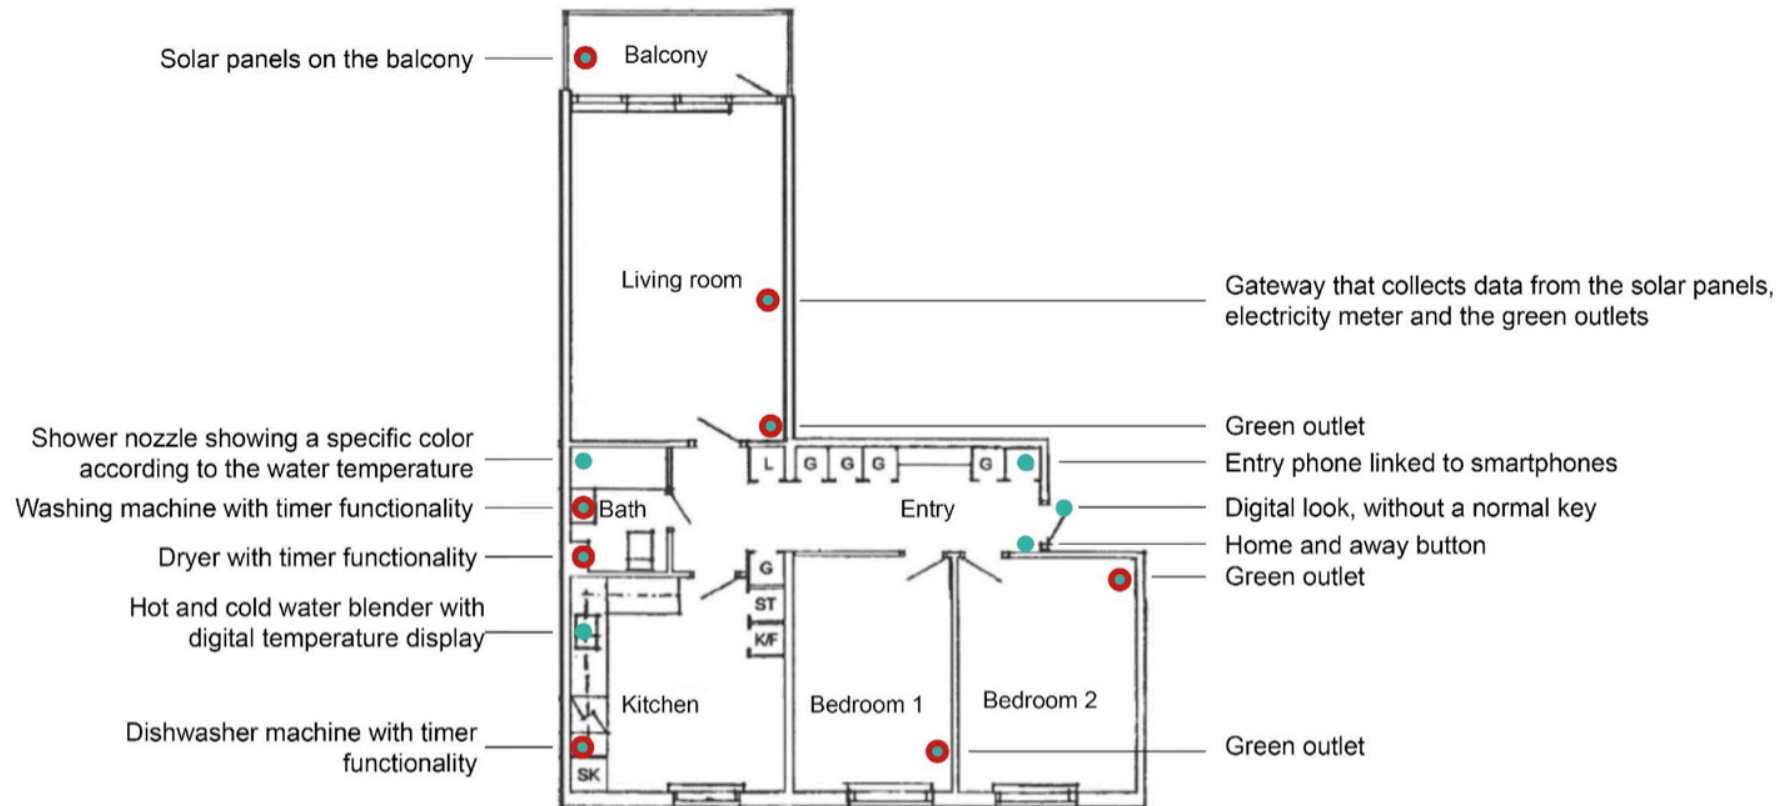 Solar panels on the balcony
Balcony
Living room
Gateway that collects data from the solar panels,
electricity meter and the green outlets
Green outlet
Shower nozzle showing a specific color
according to the water temperature
L
G
G
G
G
Entry phone linked to smartphones
Washing machine with timer functionality
Bath
Entry
Digital look, without a normal key
Home and away button
Dryer with timer functionality
G
Green outlet
Hot and cold water blender with
digital temperature display
ST
K/F
Kitchen
Bedroom 1
Bedroom 2
Dishwasher machine with timer
functionality
Green outlet
SK